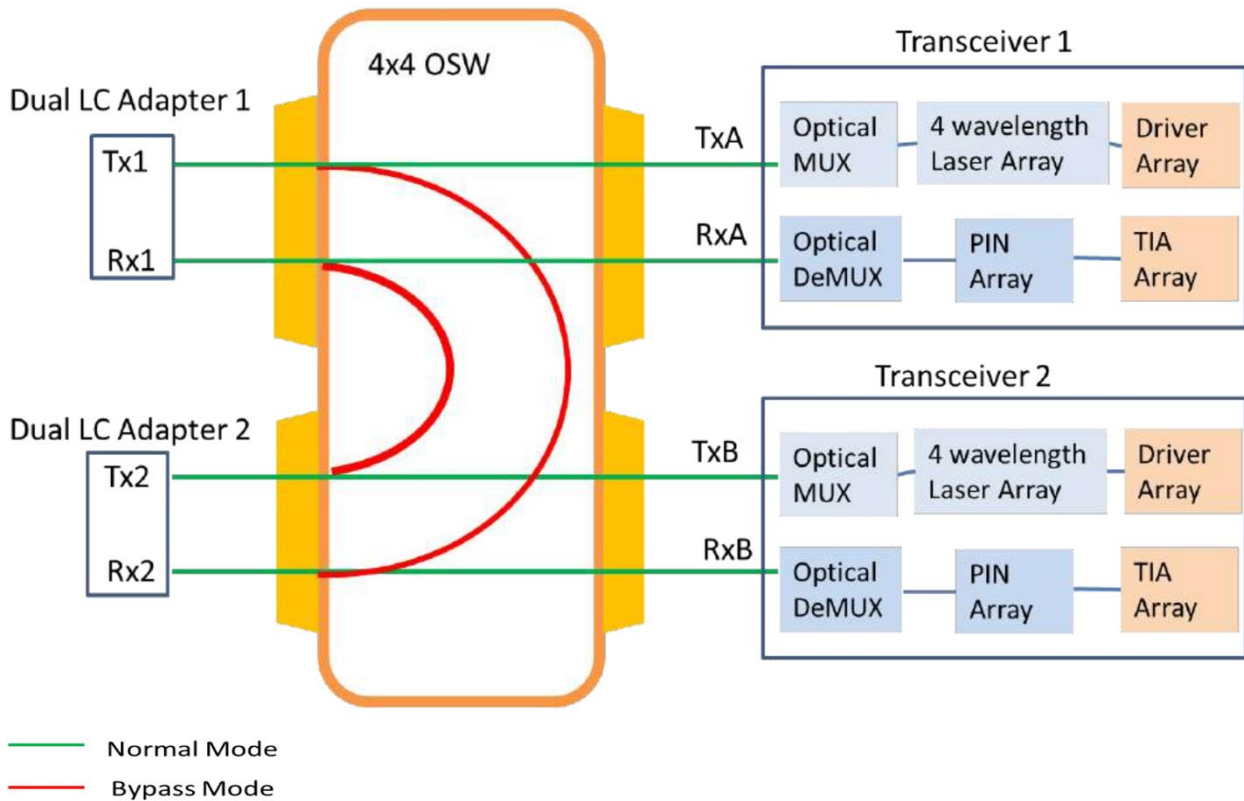 4x4 OSW
Dual LC Adapter 1
Tx1
Rx1
TxA
RxA
Transceiver 1
Optical
MUX
4 wavelength
Laser Array
Driver
Array
Optical
DeMUX
PIN
Array
TIA
Array
Dual LC Adapter 2
Tx2
Rx2
TxB
RxB
Transceiver 2
Optical
MUX
4 wavelength
Laser Array
Driver
Array
Optical
DeMUX
PIN
Array
TIA
Array
Normal Mode
Bypass Mode